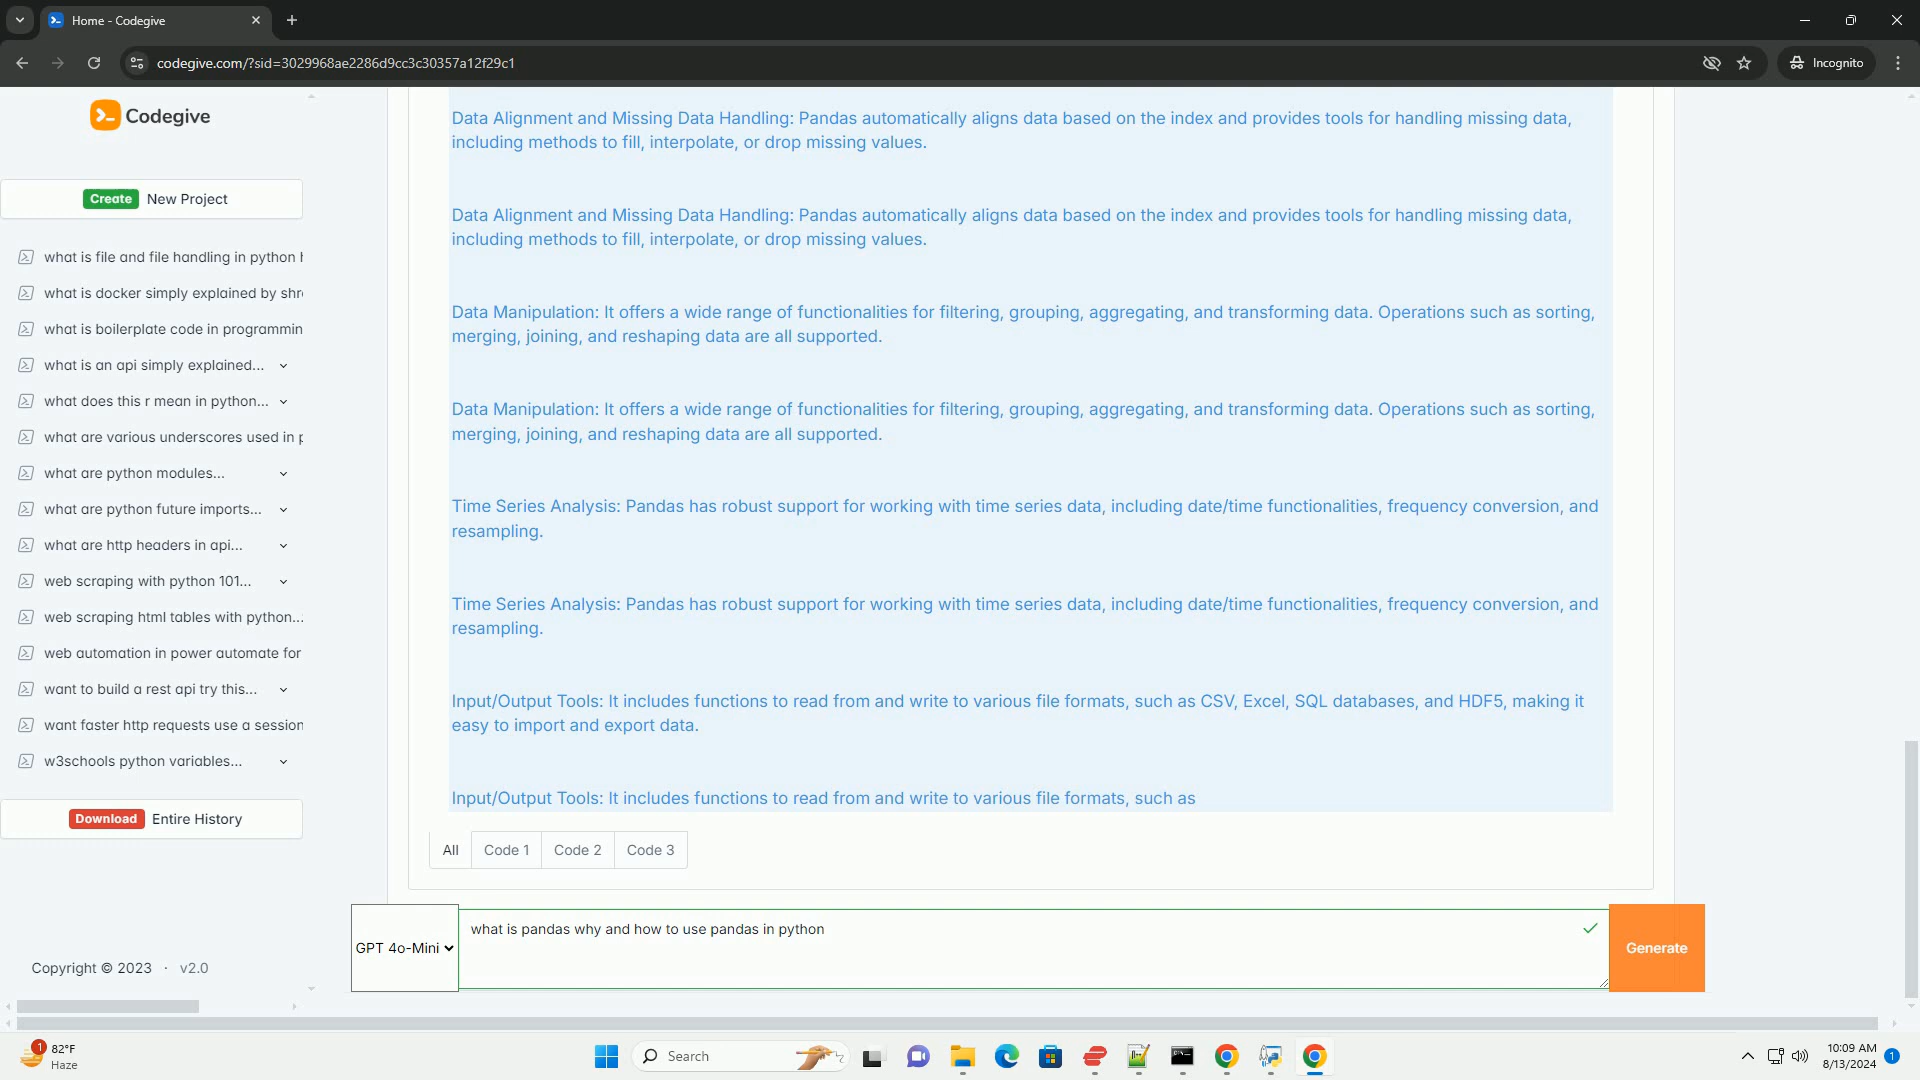 Home - Codegive
codegive.com/?sid=3029968ae2286d9cc3c30357a12f29c1
Incognito
Codegive
Create New Project
what is file and file handling in python
what is docker simply explained by shr
what is boilerplate code in programmin
what is an api simply explained...
what does this r mean in python...
what are various underscores used in p
what are python modules...
what are python future imports...
what are http headers in api...
web scraping with python 101...
web scraping html tables with python...
web automation in power automate for
want to build a rest api try this...
want faster http requests use a session
w3schools python variables...
Download Entire History
Copyright © 2023 · v2.0
Data Alignment and Missing Data Handling: Pandas automatically aligns data based on the index and provides tools for handling missing data,
including methods to fill, interpolate, or drop missing values.
Data Alignment and Missing Data Handling: Pandas automatically aligns data based on the index and provides tools for handling missing data,
including methods to fill, interpolate, or drop missing values.
Data Manipulation: It offers a wide range of functionalities for filtering, grouping, aggregating, and transforming data. Operations such as sorting,
merging, joining, and reshaping data are all supported.
Data Manipulation: It offers a wide range of functionalities for filtering, grouping, aggregating, and transforming data. Operations such as sorting,
merging, joining, and reshaping data are all supported.
Time Series Analysis: Pandas has robust support for working with time series data, including date/time functionalities, frequency conversion, and
resampling.
Time Series Analysis: Pandas has robust support for working with time series data, including date/time functionalities, frequency conversion, and
resampling.
Input/Output Tools: It includes functions to read from and write to various file formats, such as CSV, Excel, SQL databases, and HDF5, making it
easy to import and export data.
Input/Output Tools: It includes functions to read from and write to various file formats, such as
All Code 1 Code 2 Code 3
GPT 4o-Mini
what is pandas why and how to use pandas in python
Generate
1
82°F
Haze
Search
10:09 AM
8/13/2024
1